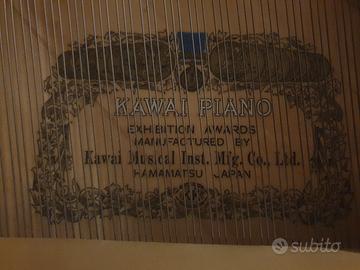 KAWAI PIANO
EXHIBITION AWARDS
MANUFACTURED BY
Kawai Musical Inst. Mfg. Co., Ltd.
HAMAMATSU JAPAN
subito